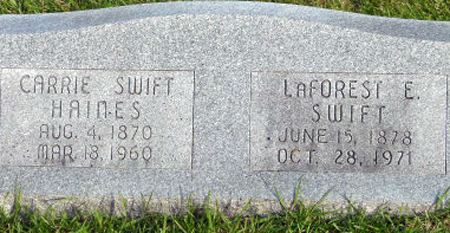 CARRIE SWIFT
HAINES
AUG. 4, 1870
MAR. 18, 1960
LAFOREST E.
SWIFT
JUNE 15, 1878
OCT. 28, 1971